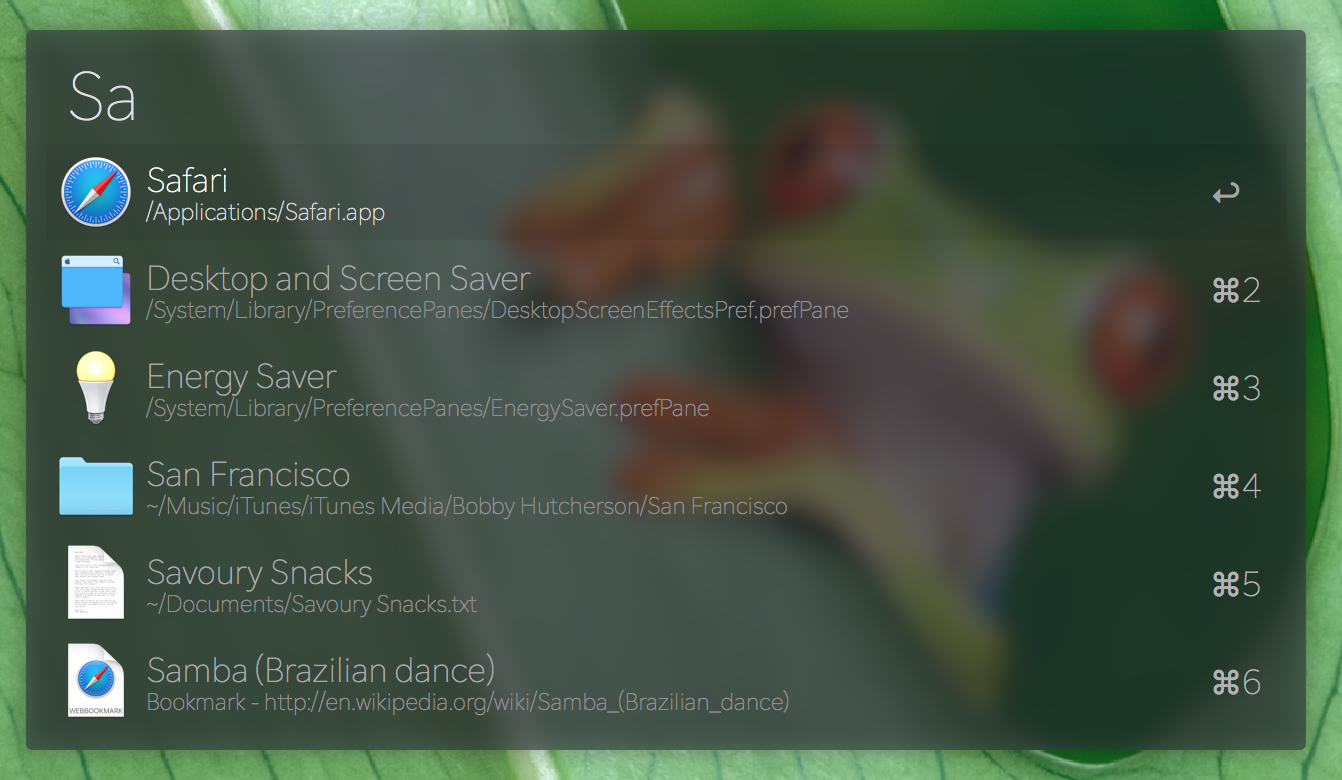 Sa
Safari
/Applications/Safari.app
↩
Desktop and Screen Saver
/System/Library/PreferencePanes/DesktopScreenEffectsPref.prefPane
⌘2
Energy Saver
/System/Library/PreferencePanes/EnergySaver.prefPane
⌘3
San Francisco
~/Music/iTunes/iTunes Media/Bobby Hutcherson/San Francisco
⌘4
Savoury Snacks
~/Documents/Savoury Snacks.txt
⌘5
Samba (Brazilian dance)
Bookmark - http://en.wikipedia.org/wiki/Samba_(Brazilian_dance)
⌘6
WEBBOOKMARK